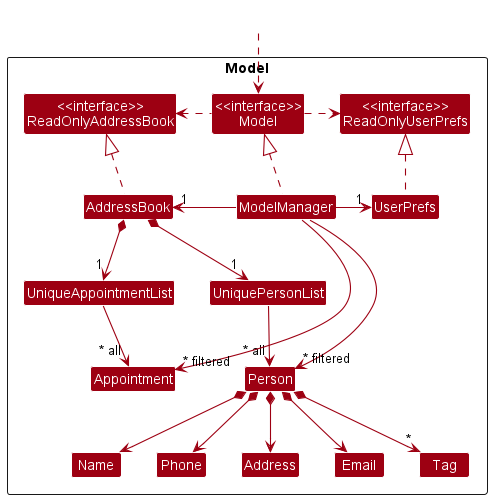 Model
<<interface>>
ReadOnlyAddressBook
<<interface>>
Model
<<interface>>
ReadOnlyUserPrefs
AddressBook
1
ModelManager
1
UserPrefs
1
1
UniqueAppointmentList
UniquePersonList
* all
* filtered
* all
* filtered
Appointment
Person
*
Name
Phone
Address
Email
Tag